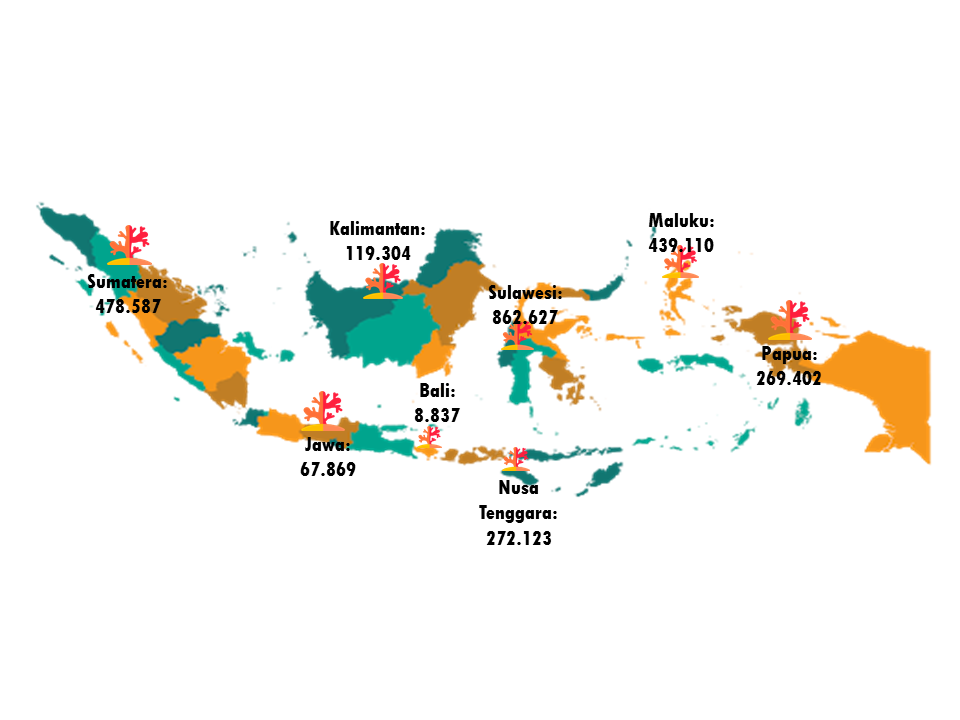 Kalimantan:
119.304
Maluku:
439.110
Sumatera:
478.587
Sulawesi:
862.627
Papua:
269.402
Bali:
8.837
Jawa:
67.869
Nusa
Tenggara:
272.123